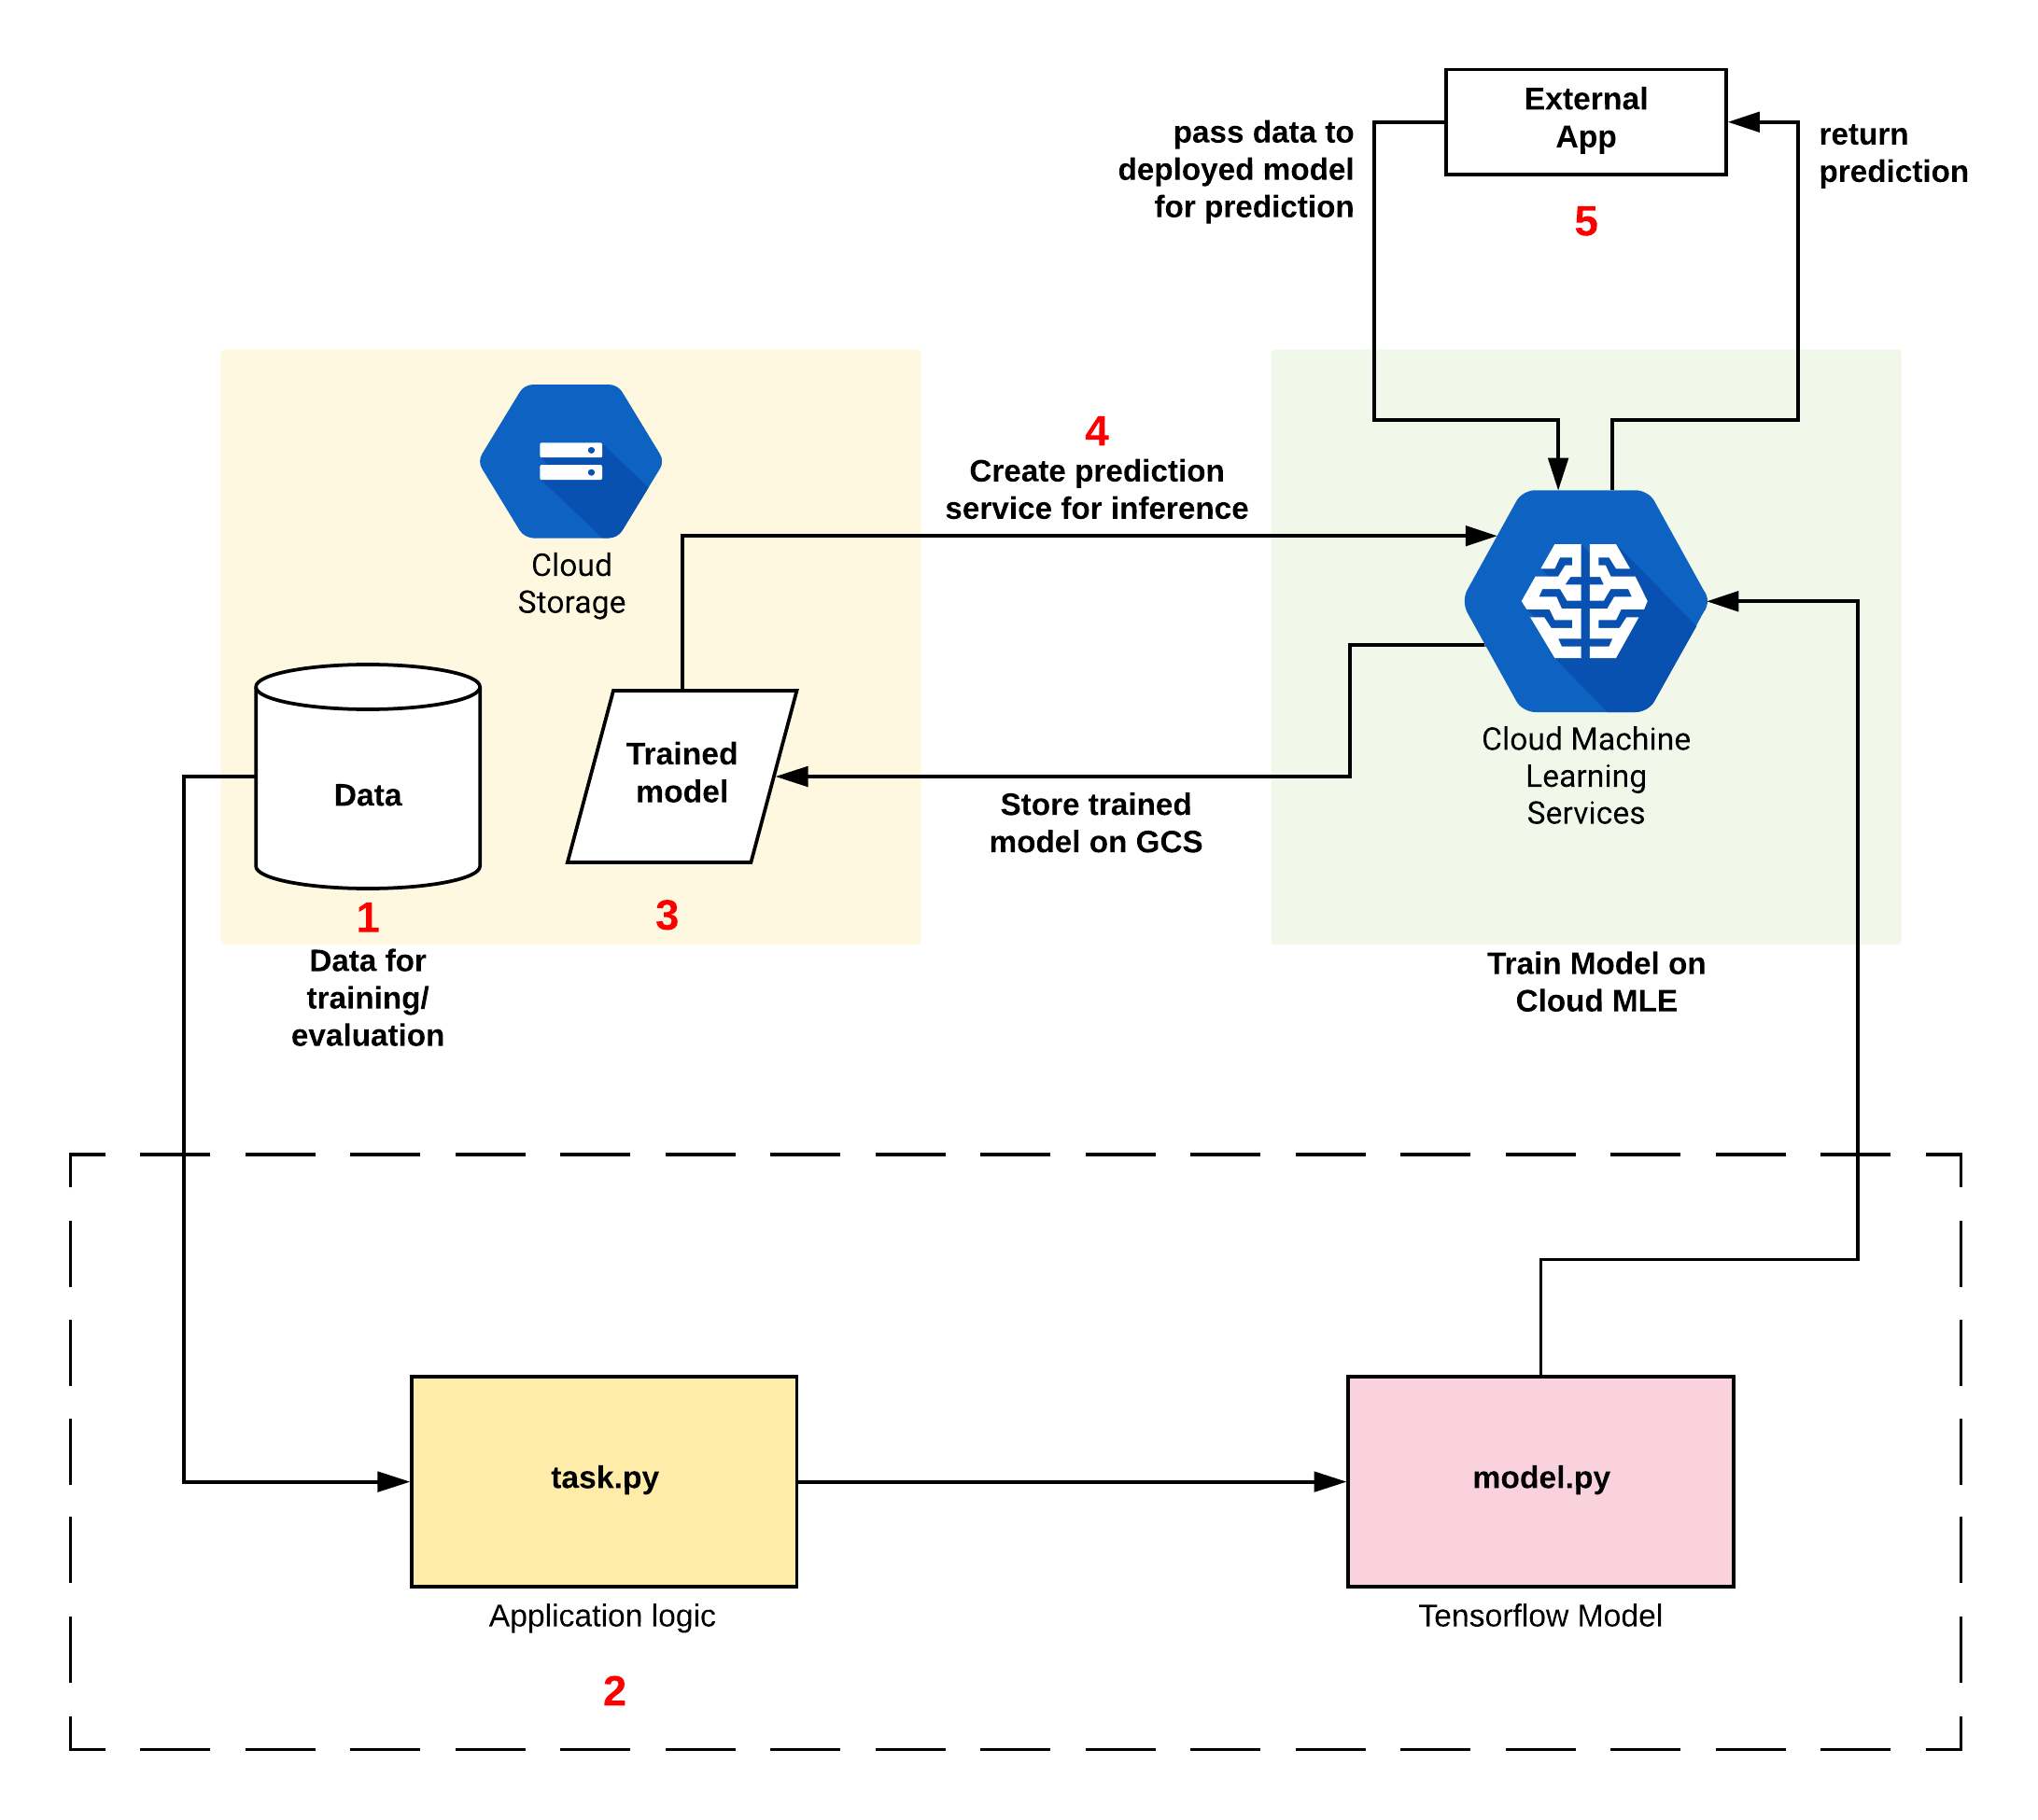 External
App
pass data to
deployed model
for prediction
return
prediction
5
4
Create prediction
service for inference
Cloud
Storage
Data
Trained
model
Cloud Machine
Learning
Services
Store trained
model on GCS
1
3
Data for
training/
evaluation
Train Model on
Cloud MLE
task.py
model.py
Application logic
Tensorflow Model
2